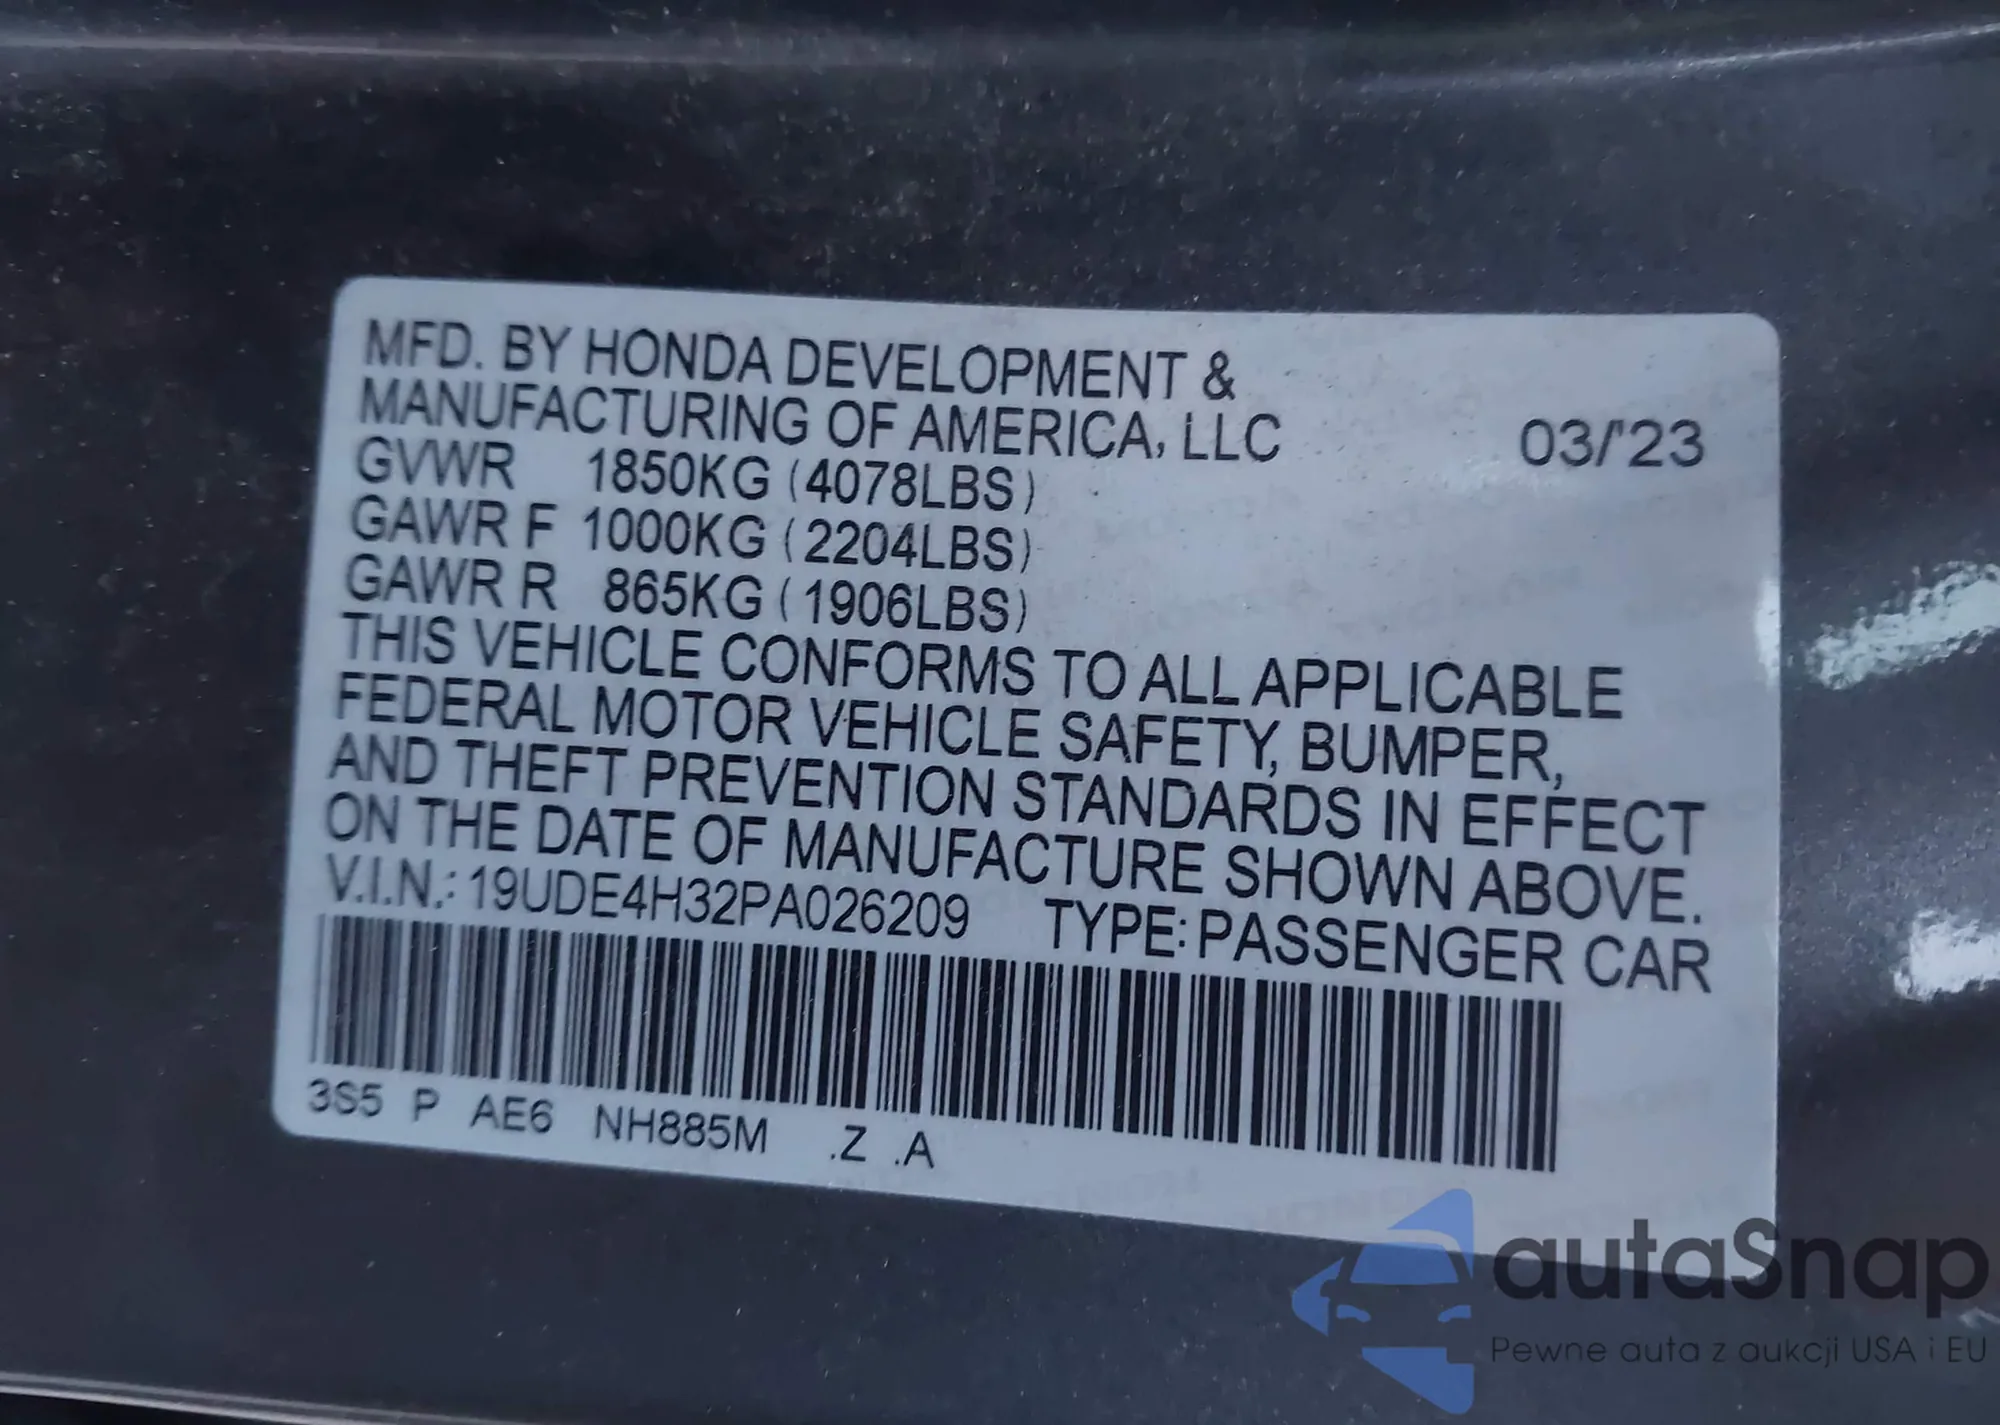 MFD. BY HONDA DEVELOPMENT &
MANUFACTURING OF AMERICA, LLC 03/'23
GVWR 1850KG (4078LBS)
GAWR F 1000KG (2204LBS)
GAWR R 865KG (1906LBS)
THIS VEHICLE CONFORMS TO ALL APPLICABLE
FEDERAL MOTOR VEHICLE SAFETY, BUMPER,
AND THEFT PREVENTION STANDARDS IN EFFECT
ON THE DATE OF MANUFACTURE SHOWN ABOVE.
V.I.N.: 19UDE4H32PA026209 TYPE: PASSENGER CAR
3S5 P AE6 NH885M .Z .A
autaSnap
Pewne auta z aukcji USA i EU